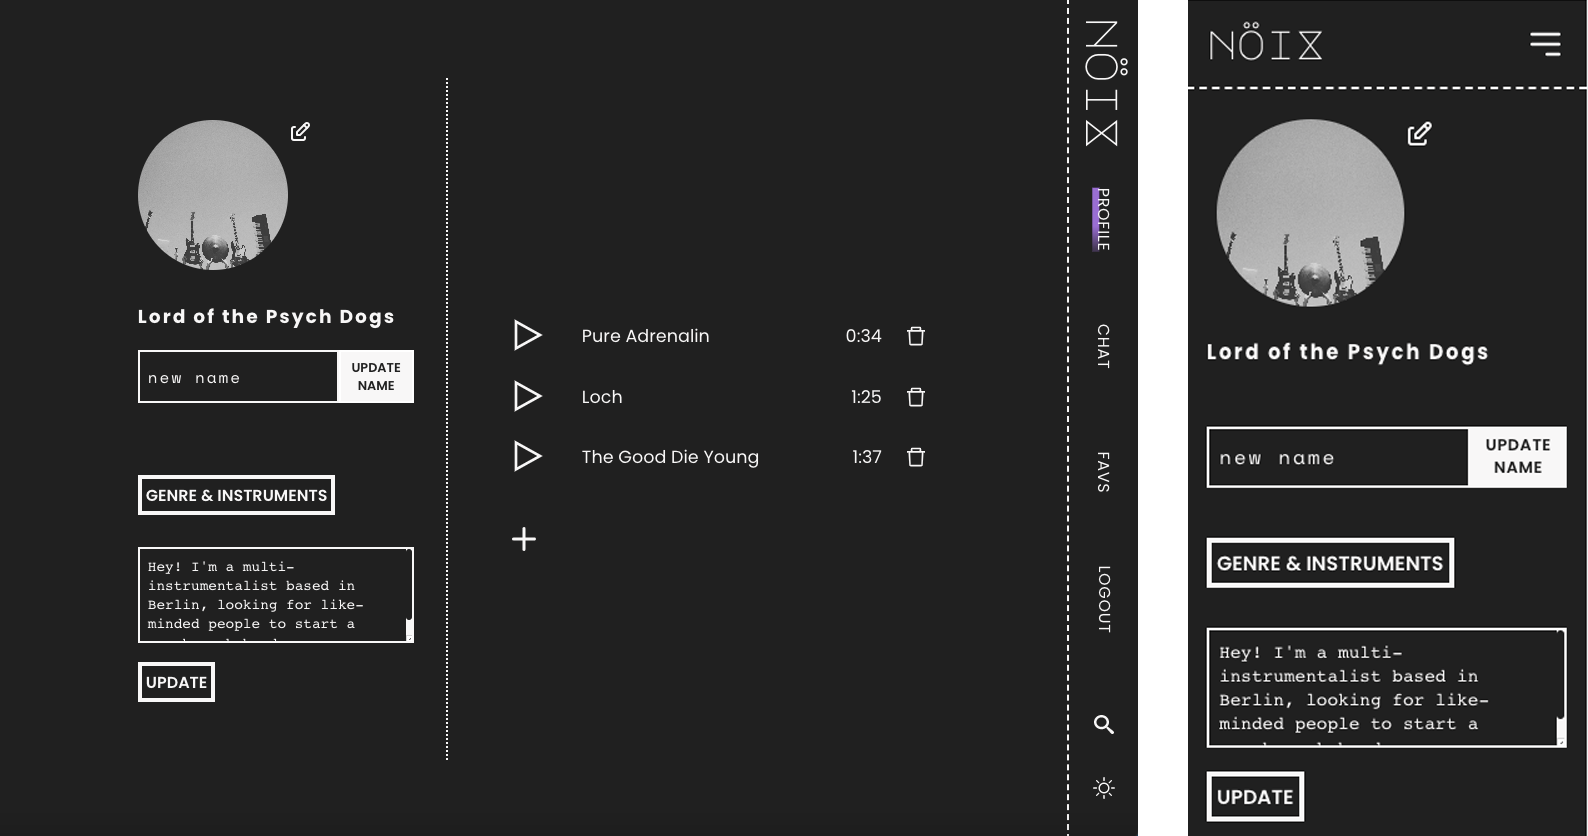 Lord of the Psych Dogs
new name
UPDATE
NAME
GENRE & INSTRUMENTS
Hey! I'm a multi-
instrumentalist based in
Berlin, looking for like-
minded people to start a
UPDATE
Pure Adrenalin 0:34
Loch 1:25
The Good Die Young 1:37
NÖIX
PROFILE
CHAT
FAVS
LOGOUT
NÖIX
Lord of the Psych Dogs
new name
UPDATE
NAME
GENRE & INSTRUMENTS
Hey! I'm a multi-
instrumentalist based in
Berlin, looking for like-
minded people to start a
UPDATE